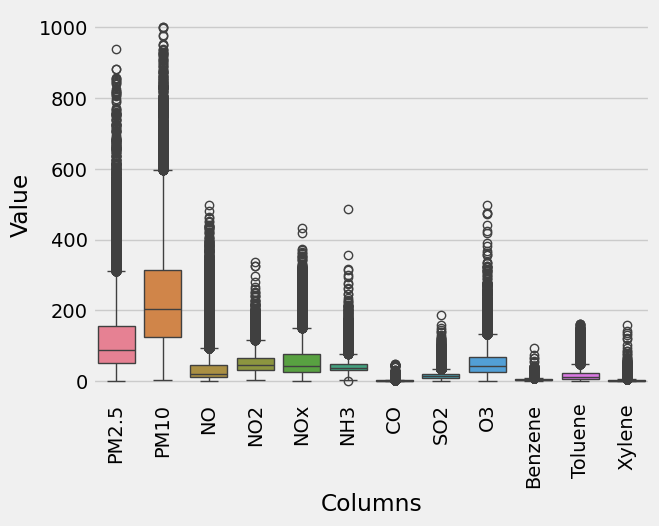 1000
800
600
400
200
0
Value
PM2.5
PM10
NO
NO2
NOx
NH3
CO
SO2
O3
Benzene
Toluene
Xylene
Columns